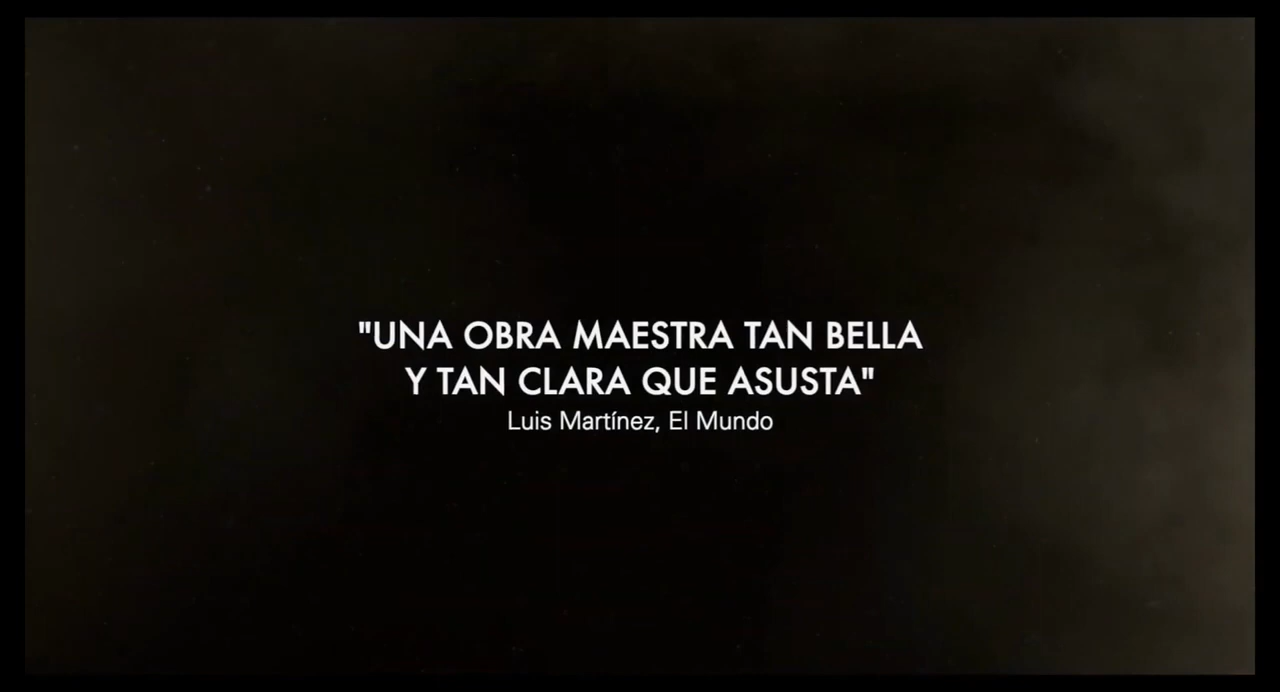 "UNA OBRA MAESTRA TAN BELLA
Y TAN CLARA QUE ASUSTA"
Luis Martínez, El Mundo